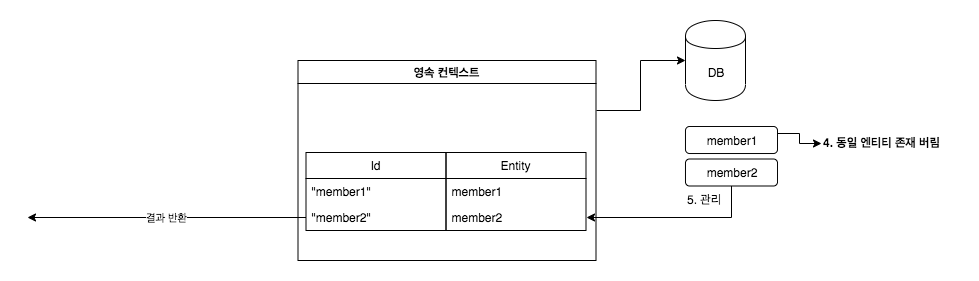 영속 컨텍스트
DB
member1
4. 동일 엔티티 존재 버림
member2
5. 관리
Id
Entity
"member1"
member1
"member2"
member2
결과 반환